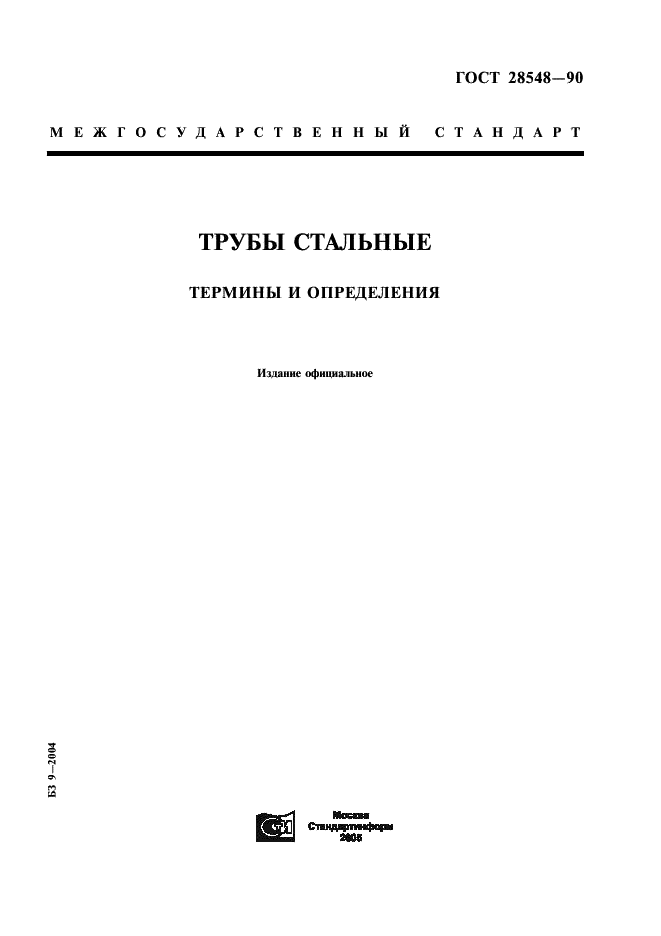 ГОСТ 28548—90
МЕЖГОСУДАРСТВЕННЫЙ СТАНДАРТ
ТРУБЫ СТАЛЬНЫЕ
ТЕРМИНЫ И ОПРЕДЕЛЕНИЯ
Издание официальное
БЗ 9—2004
Москва
Стандартинформ